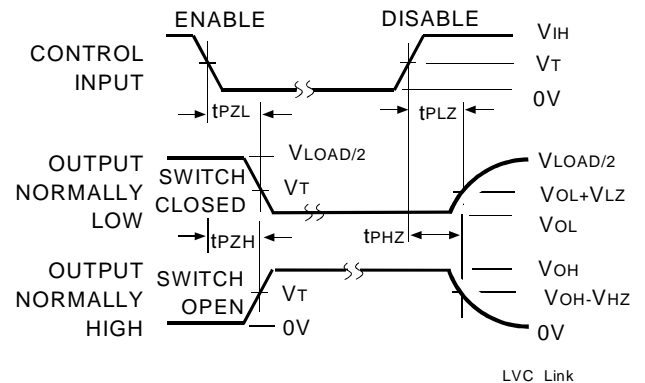 ENABLE DISABLE
CONTROL
INPUT
VIH
VT
0V
tPZL
tPLZ
OUTPUT
NORMALLY
LOW
SWITCH
CLOSED
VLOAD/2
VT
VLOAD/2
VOL+VLZ
VOL
tPZH
tPHZ
OUTPUT
NORMALLY
HIGH
SWITCH
OPEN
VT
0V
VOH
VOH-VHZ
0V
LVC Link